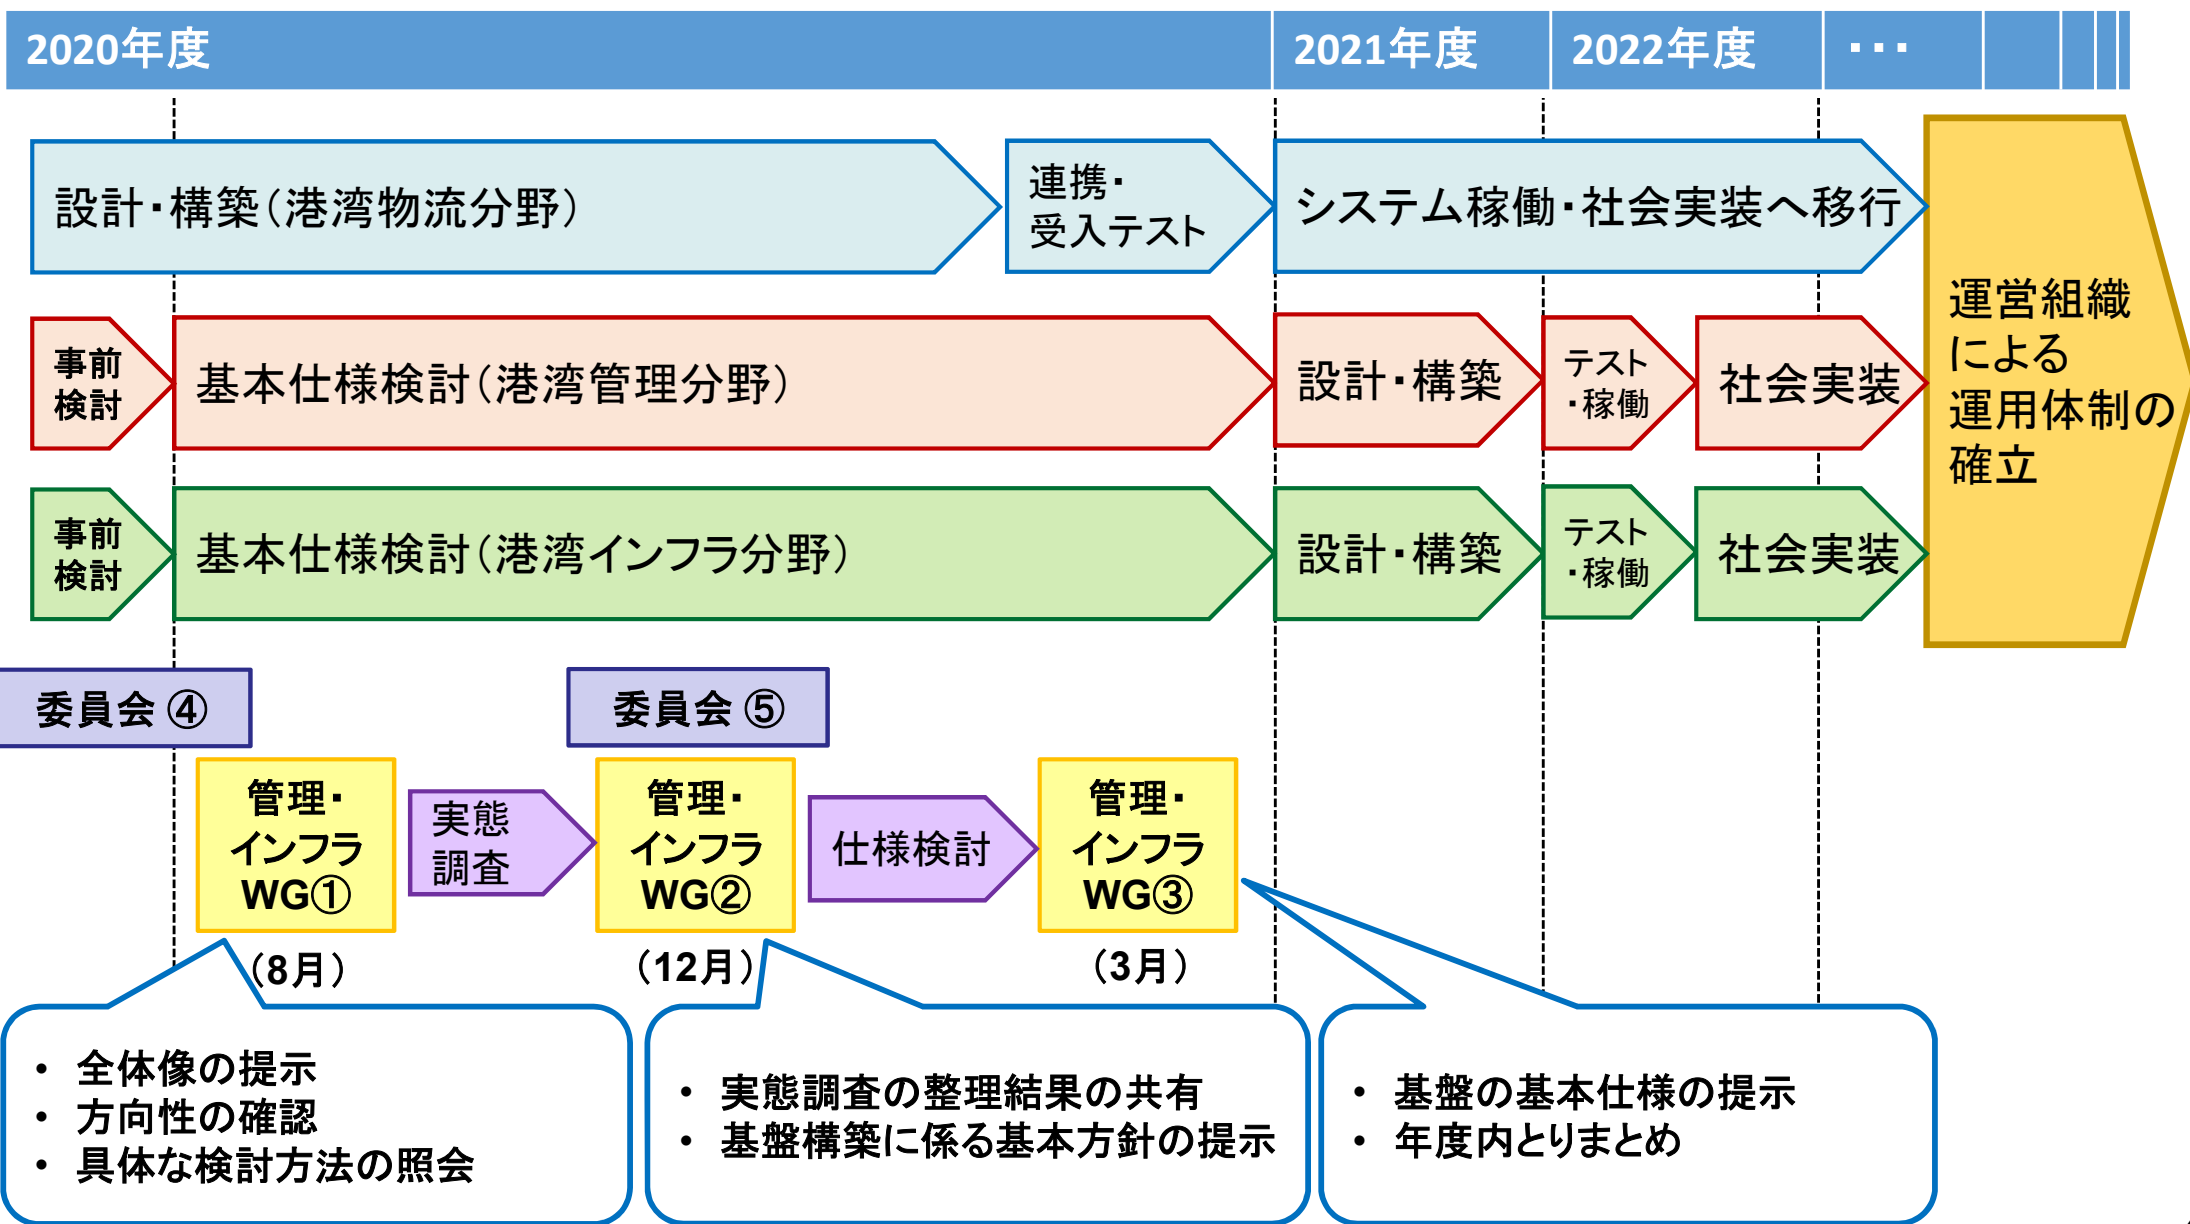 2020年度
2021年度
2022年度
・・・
設計・構築（港湾物流分野）
連携・
受入テスト
システム稼働・社会実装へ移行
事前
検討
基本仕様検討（港湾管理分野）
設計・構築
テスト
・稼働
社会実装
運営組織
による
運用体制の
確立
事前
検討
基本仕様検討（港湾インフラ分野）
設計・構築
テスト
・稼働
社会実装
委員会 ④
委員会 ⑤
管理・
インフラ
WG①
実態
調査
管理・
インフラ
WG②
仕様検討
管理・
インフラ
WG③
（8月）
（12月）
（3月）
• 全体像の提示
• 方向性の確認
• 具体な検討方法の照会
• 実態調査の整理結果の共有
• 基盤構築に係る基本方針の提示
• 基盤の基本仕様の提示
• 年度内とりまとめ